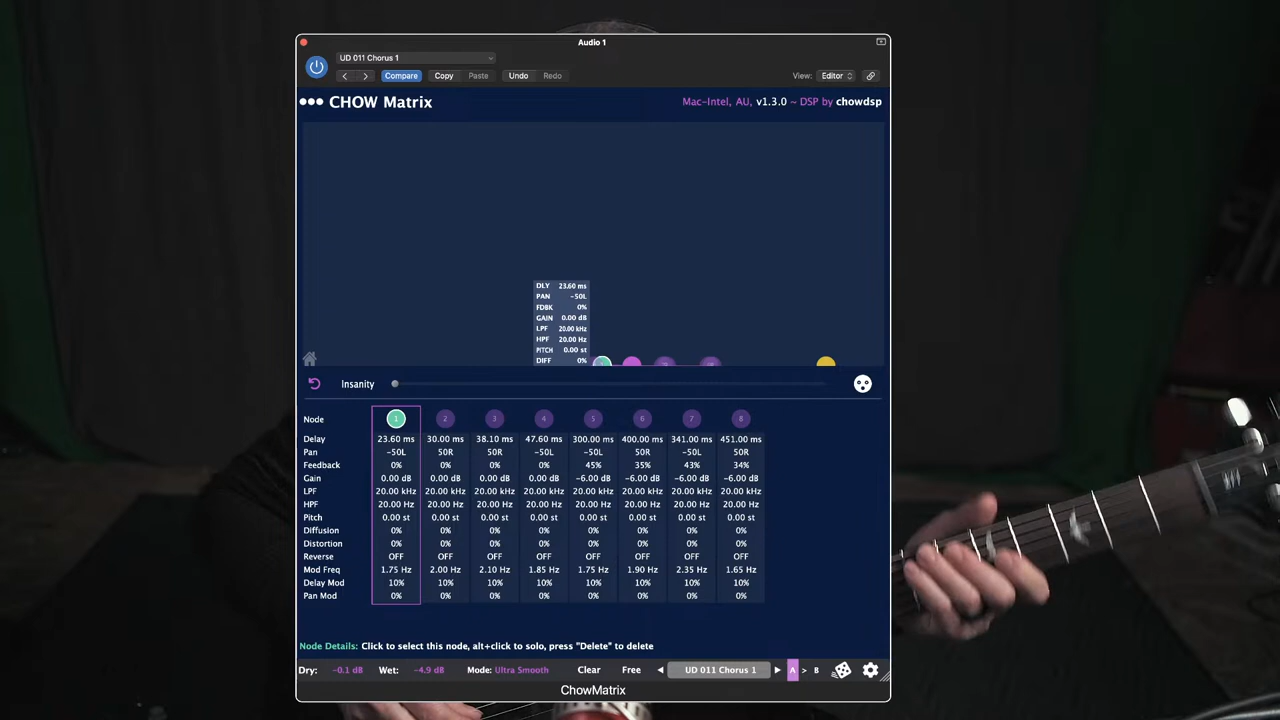 Audio 1
UD 011 Chorus 1
Compare Copy Paste Undo Redo View: Editor
CHOW Matrix Mac-Intel, AU, v1.3.0 ~ DSP by chowdsp
DLY 23.60 ms
PAN -50L
FDBK 0%
GAIN 0.00 dB
LPF 20.00 kHz
HPF 20.00 Hz
PITCH 0.00 st
DIFF 0%
Insanity
Node 1 2 3 4 5 6 7 8
Delay 23.60 ms 30.00 ms 38.10 ms 47.60 ms 300.00 ms 400.00 ms 341.00 ms 451.00 ms
Pan -50L 50R 50R -50L -50L 50R -50L 50R
Feedback 0% 0% 0% 0% 45% 35% 43% 34%
Gain 0.00 dB 0.00 dB 0.00 dB 0.00 dB -6.00 dB -6.00 dB -6.00 dB -6.00 dB
LPF 20.00 kHz 20.00 kHz 20.00 kHz 20.00 kHz 20.00 kHz 20.00 kHz 20.00 kHz 20.00 kHz
HPF 20.00 Hz 20.00 Hz 20.00 Hz 20.00 Hz 20.00 Hz 20.00 Hz 20.00 Hz 20.00 Hz
Pitch 0.00 st 0.00 st 0.00 st 0.00 st 0.00 st 0.00 st 0.00 st 0.00 st
Diffusion 0% 0% 0% 0% 0% 0% 0% 0%
Distortion 0% 0% 0% 0% 0% 0% 0% 0%
Reverse OFF OFF OFF OFF OFF OFF OFF OFF
Mod Freq 1.75 Hz 2.00 Hz 2.10 Hz 1.85 Hz 1.75 Hz 1.90 Hz 2.35 Hz 1.65 Hz
Delay Mod 10% 10% 10% 10% 10% 10% 10% 10%
Pan Mod 0% 0% 0% 0% 0% 0% 0% 0%
Node Details: Click to select this node, alt+click to solo, press "Delete" to delete
Dry: -0.1 dB Wet: -4.9 dB Mode: Ultra Smooth Clear Free UD 011 Chorus 1 A > B
ChowMatrix